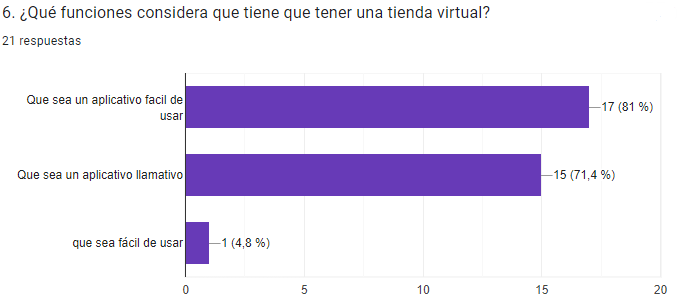 6. ¿Qué funciones considera que tiene que tener una tienda virtual?
21 respuestas
Que sea un aplicativo facil de
usar
17 (81 %)
Que sea un aplicativo llamativo
15 (71,4 %)
que sea fácil de usar
1 (4,8 %)
0 5 10 15 20